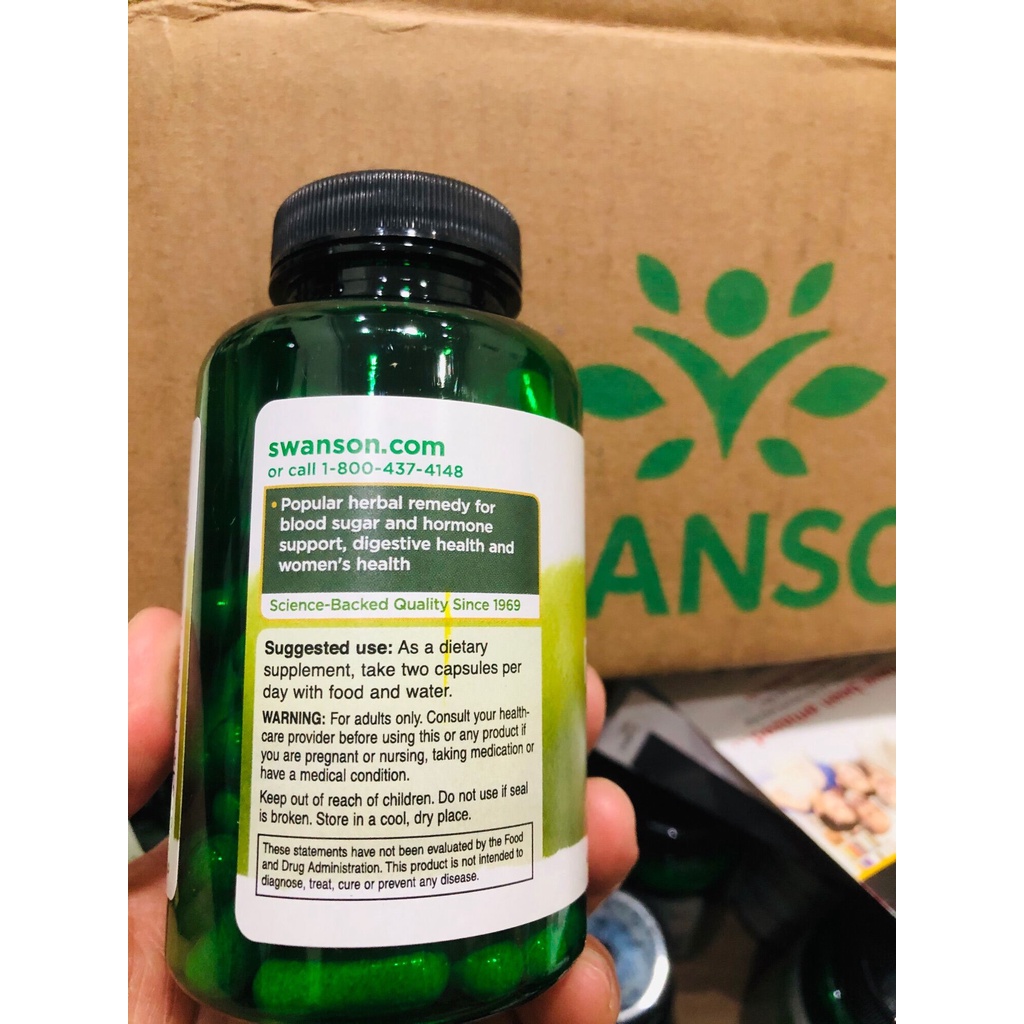 swanson.com
or call 1-800-437-4148
• Popular herbal remedy for
blood sugar and hormone
support, digestive health and
women's health
Science-Backed Quality Since 1969
Suggested use: As a dietary
supplement, take two capsules per
day with food and water.
WARNING: For adults only. Consult your health-
care provider before using this or any product if
you are pregnant or nursing, taking medication or
have a medical condition.
Keep out of reach of children. Do not use if seal
is broken. Store in a cool, dry place.
These statements have not been evaluated by the Food
and Drug Administration. This product is not intended to
diagnose, treat, cure or prevent any disease.
ANSO